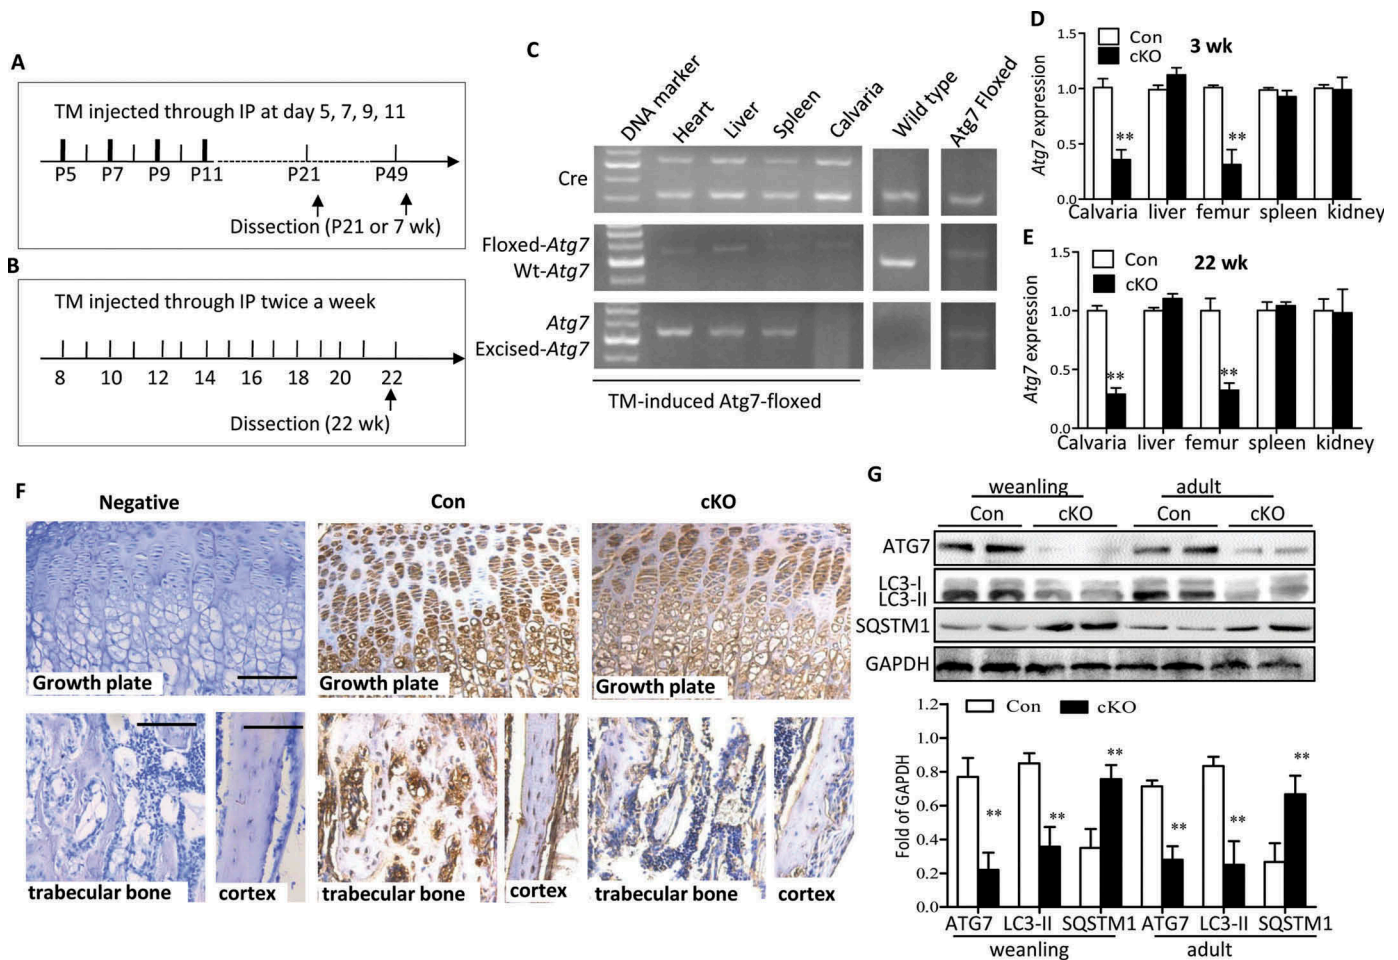 A
TM injected through IP at day 5, 7, 9, 11
P5 P7 P9 P11 P21 P49
Dissection (P21 or 7 wk)
B
TM injected through IP twice a week
8 10 12 14 16 18 20 22
Dissection (22 wk)
C
DNA marker Heart Liver Spleen Calvaria Wild type Atg7 Floxed
Cre
Floxed-Atg7
Wt-Atg7
Atg7
Excised-Atg7
TM-induced Atg7-floxed
D
Con
cKO
3 wk
Atg7 expression
1.5
1.0
0.5
0.0
** **
Calvaria liver femur spleen kidney
E
Con
cKO
22 wk
Atg7 expression
1.5
1.0
0.5
0.0
** **
Calvaria liver femur spleen kidney
F
Negative Con cKO
Growth plate Growth plate Growth plate
trabecular bone cortex trabecular bone cortex trabecular bone cortex
G
weanling adult
Con cKO Con cKO
ATG7
LC3-I
LC3-II
SQSTM1
GAPDH
Con cKO
Fold of GAPDH
1.2
0.8
0.6
0.4
0.2
0.0
** ** ** ** ** **
ATG7 LC3-II SQSTM1 ATG7 LC3-II SQSTM1
weanling adult